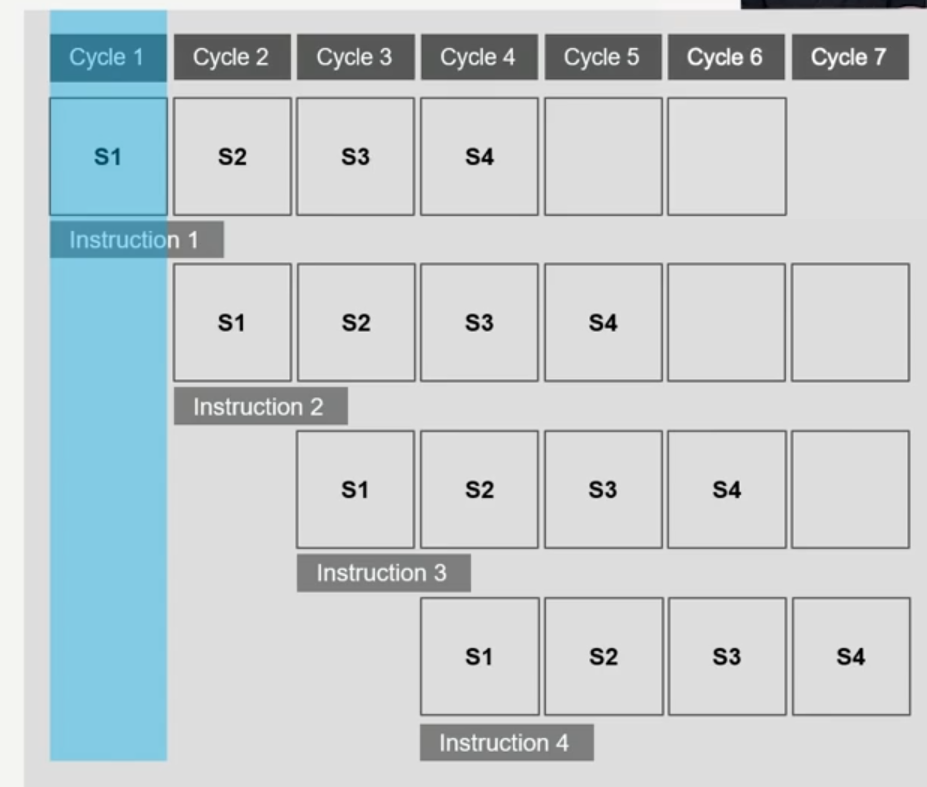 Cycle 1 Cycle 2 Cycle 3 Cycle 4 Cycle 5 Cycle 6 Cycle 7
S1 S2 S3 S4
Instruction 1
S1 S2 S3 S4
Instruction 2
S1 S2 S3 S4
Instruction 3
S1 S2 S3 S4
Instruction 4